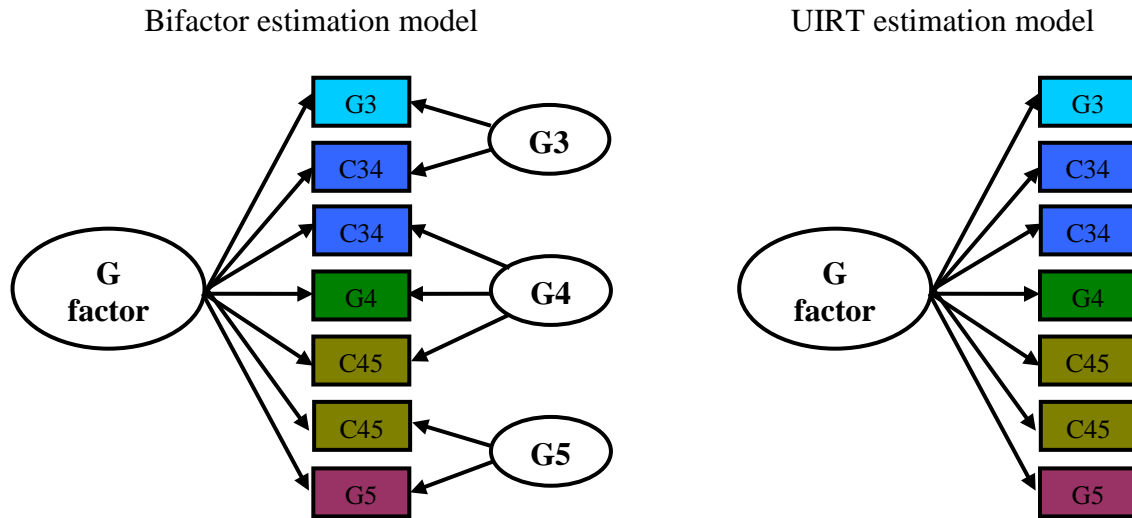 Bifactor estimation model
UIRT estimation model
G3
C34
C34
G4
C45
C45
G5
G
factor
G3
G4
G5
G
factor
G3
C34
C34
G4
C45
C45
G5